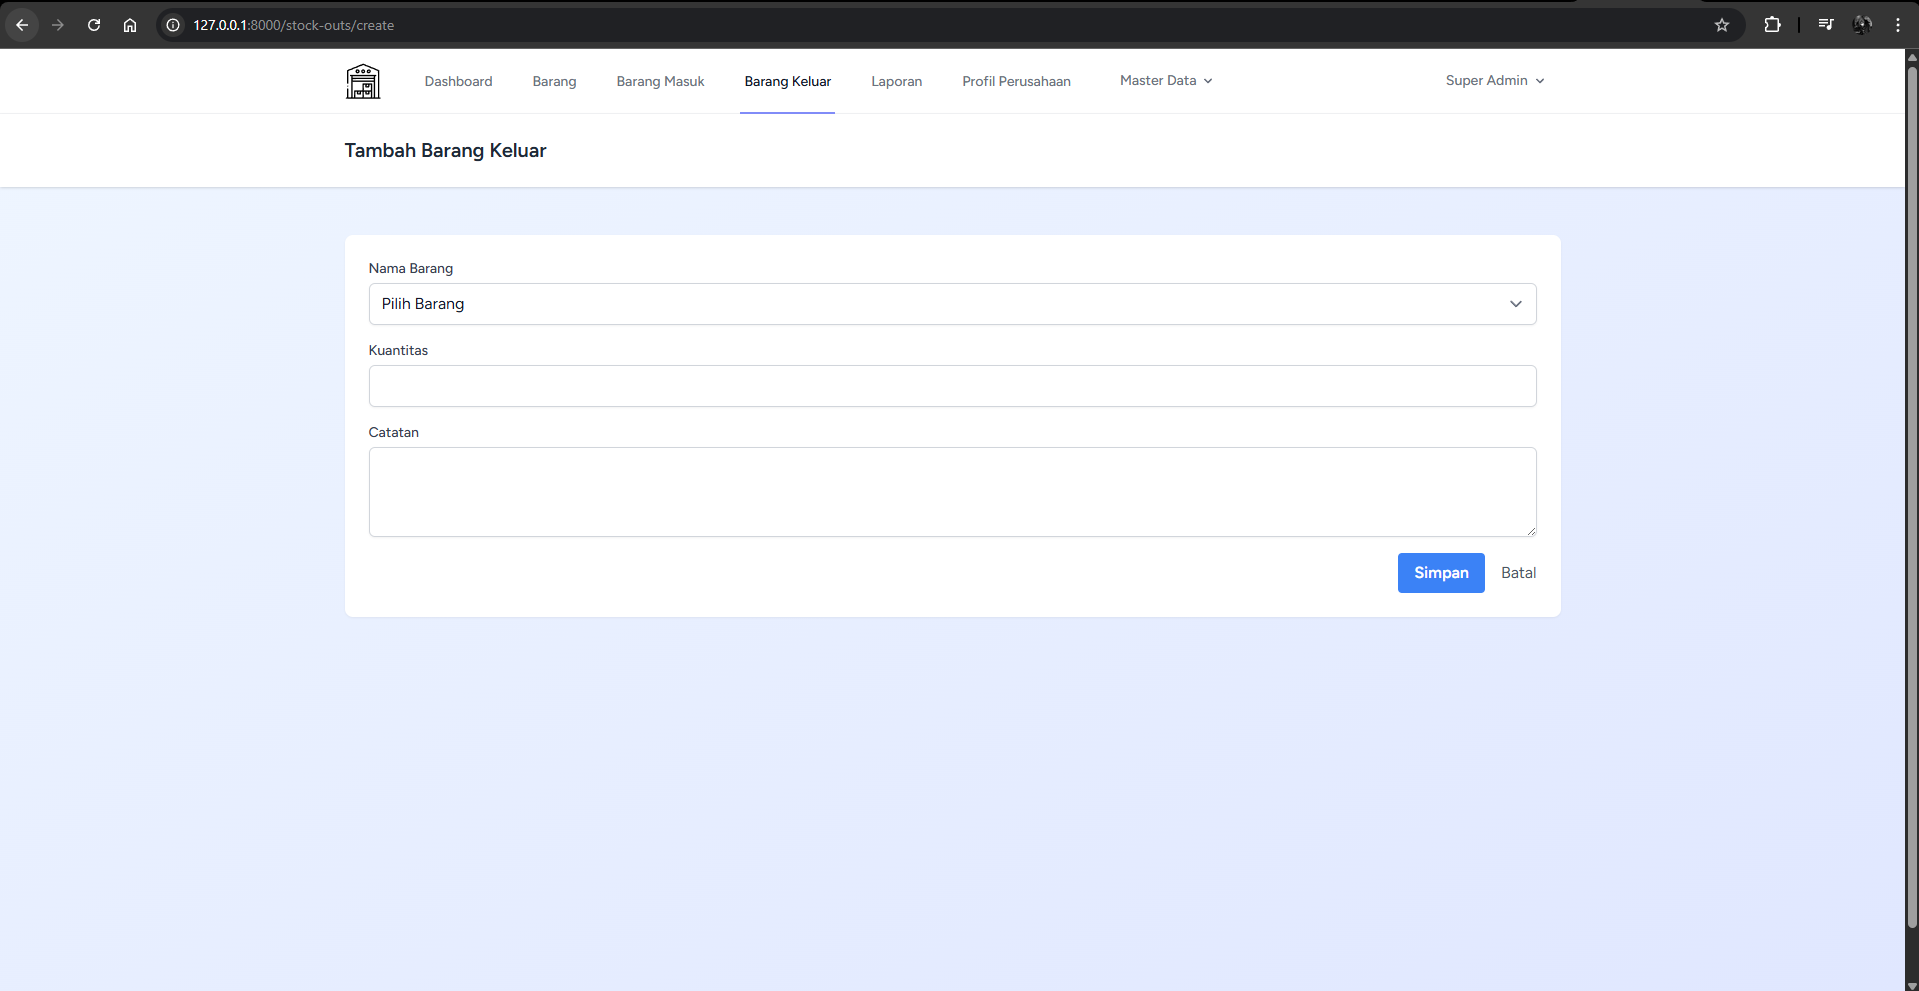 127.0.0.1:8000/stock-outs/create
Dashboard Barang Barang Masuk Barang Keluar Laporan Profil Perusahaan Master Data Super Admin
Tambah Barang Keluar
Nama Barang
Pilih Barang
Kuantitas
Catatan
Simpan Batal